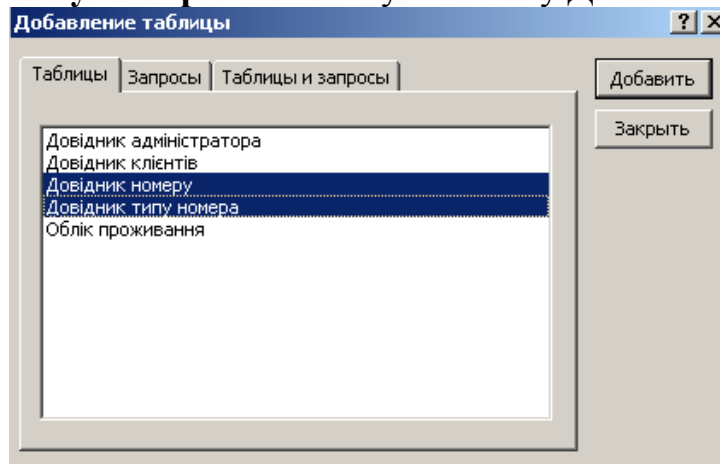 Добавление таблицы
Таблицы Запросы Таблицы и запросы
Добавить
Закрыть
Довідник адміністратора
Довідник клієнтів
Довідник номеру
Довідник типу номера
Облік проживання